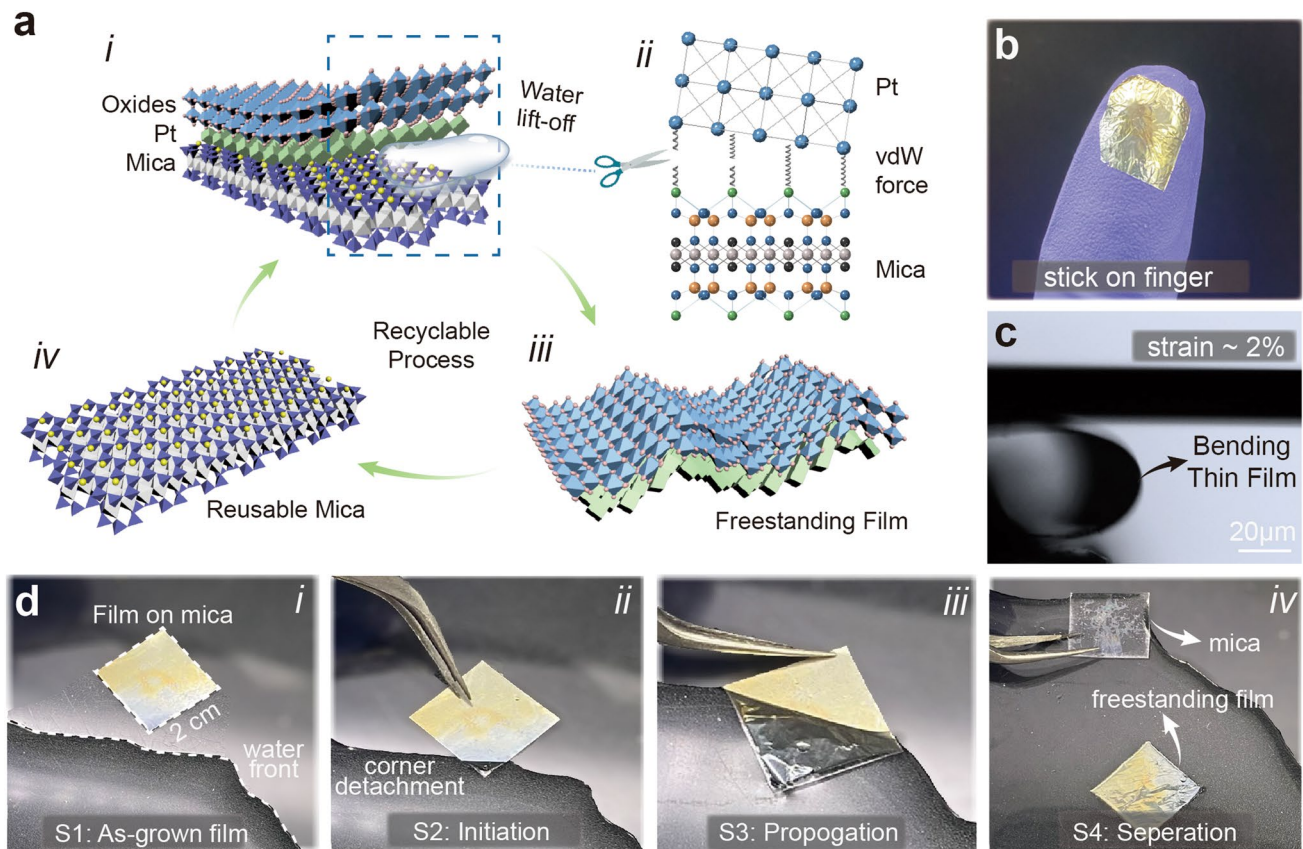 a
i
Oxides
Pt
Mica
Water
lift-off
ii
Pt
vdW
force
Mica
iv
Recyclable
Process
iii
Reusable Mica
Freestanding Film
b
stick on finger
c
strain ~ 2%
Bending
Thin Film
20μm
d
i
Film on mica
2 cm
water
front
S1: As-grown film
ii
corner
detachment
S2: Initiation
iii
S3: Propogation
iv
mica
freestanding film
S4: Seperation